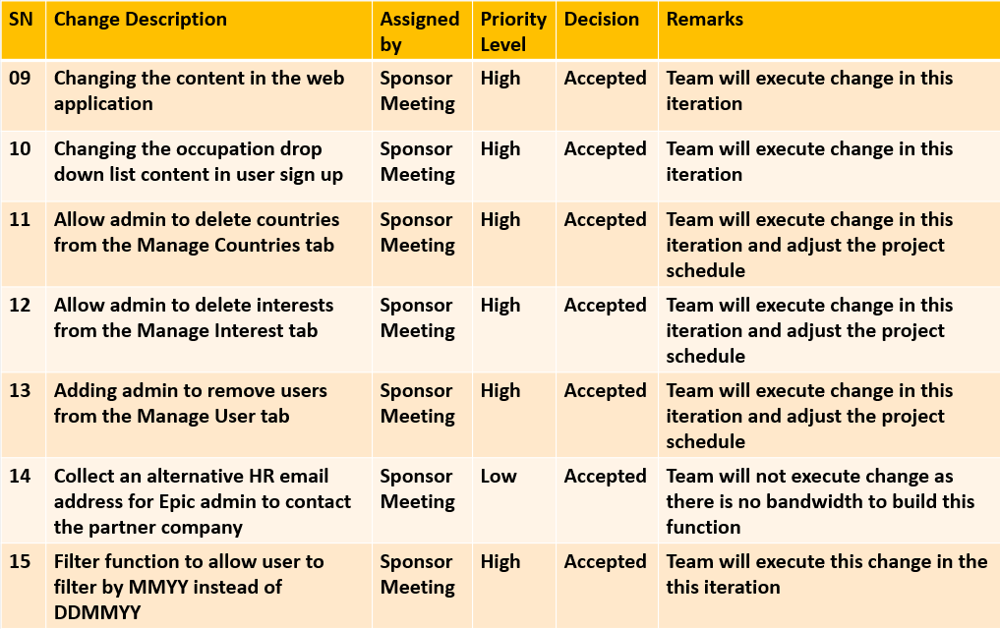 SN Change Description Assigned by Priority Level Decision Remarks
09 Changing the content in the web application Sponsor Meeting High Accepted Team will execute change in this iteration
10 Changing the occupation drop down list content in user sign up Sponsor Meeting High Accepted Team will execute change in this iteration
11 Allow admin to delete countries from the Manage Countries tab Sponsor Meeting High Accepted Team will execute change in this iteration and adjust the project schedule
12 Allow admin to delete interests from the Manage Interest tab Sponsor Meeting High Accepted Team will execute change in this iteration and adjust the project schedule
13 Adding admin to remove users from the Manage User tab Sponsor Meeting High Accepted Team will execute change in this iteration and adjust the project schedule
14 Collect an alternative HR email address for Epic admin to contact the partner company Sponsor Meeting Low Accepted Team will not execute change as there is no bandwidth to build this function
15 Filter function to allow user to filter by MMYY instead of DDMMYY Sponsor Meeting High Accepted Team will execute this change in the this iteration